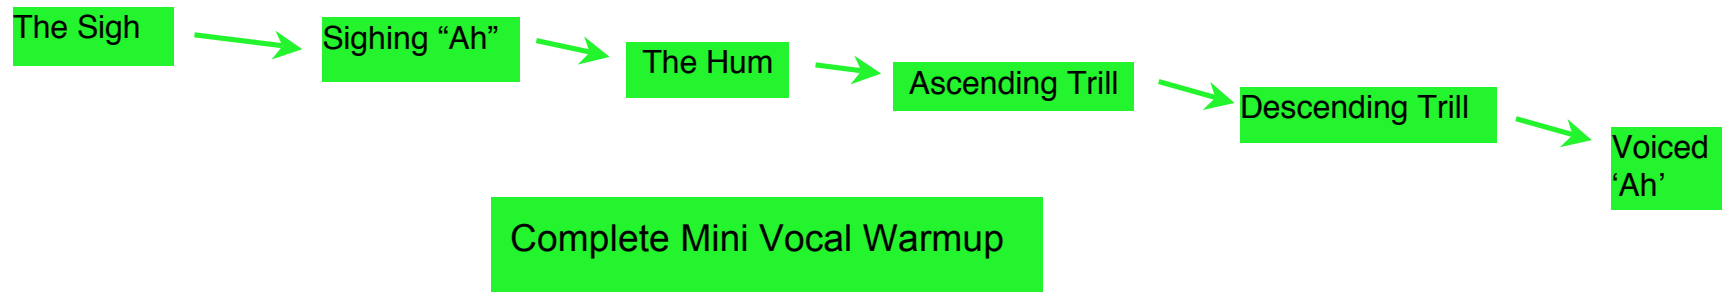 The Sigh
Sighing “Ah”
The Hum
Ascending Trill
Descending Trill
Voiced
‘Ah’
Complete Mini Vocal Warmup